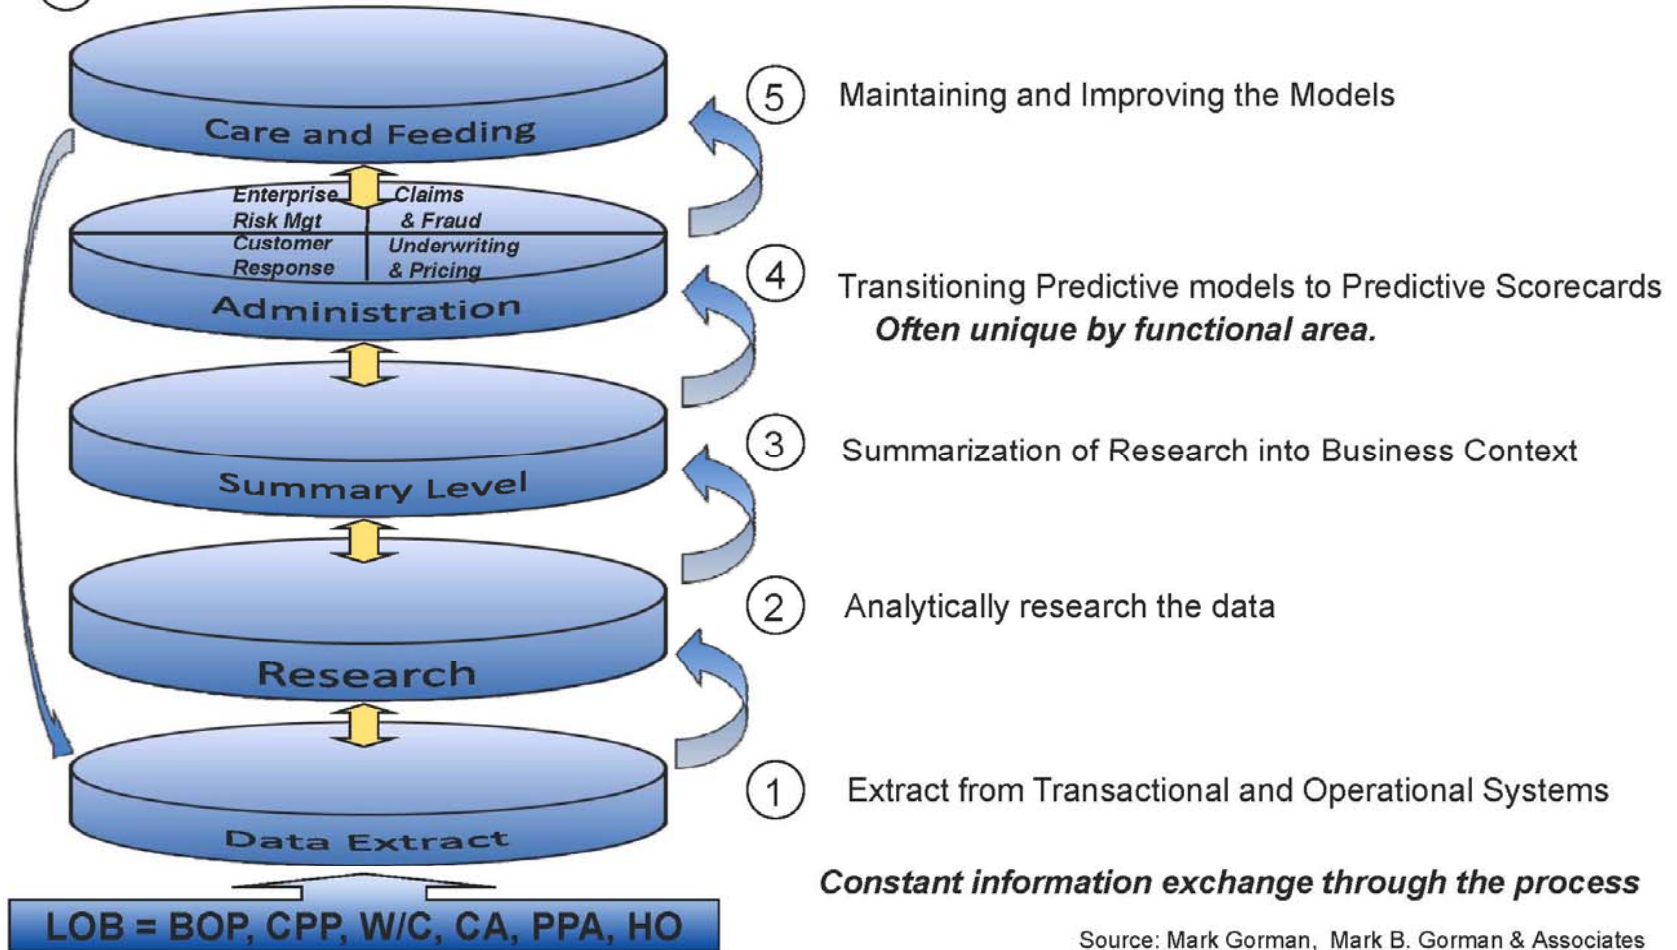 Care and Feeding
5 Maintaining and Improving the Models
Enterprise Claims
Risk Mgt & Fraud
Customer Underwriting
Response & Pricing
Administration
4 Transitioning Predictive models to Predictive Scorecards
Often unique by functional area.
Summary Level
3 Summarization of Research into Business Context
Research
2 Analytically research the data
Data Extract
1 Extract from Transactional and Operational Systems
Constant information exchange through the process
LOB = BOP, CPP, W/C, CA, PPA, HO
Source: Mark Gorman, Mark B. Gorman & Associates